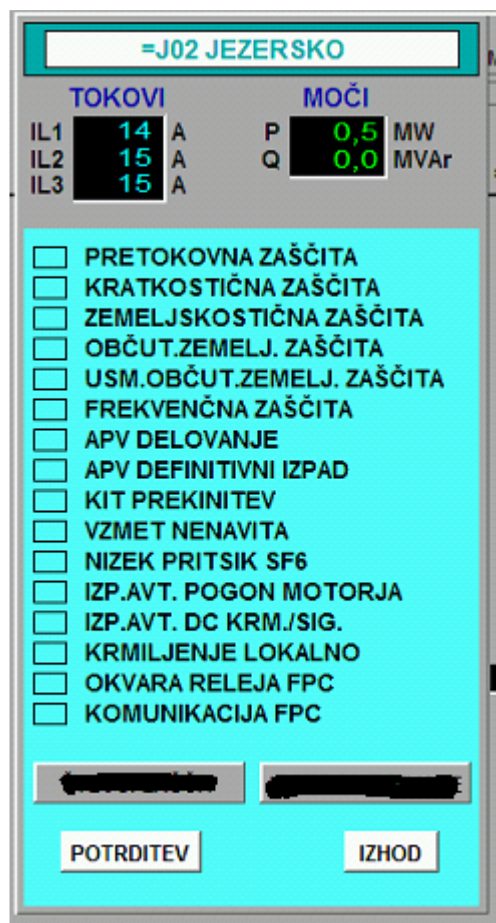 =J02 JEZERSKO
TOKOVI MOČI
IL1 14 A P 0,5 MW
IL2 15 A Q 0,0 MVAr
IL3 15 A
PRETOKOVNA ZAŠČITA
KRATKOSTIČNA ZAŠČITA
ZEMELJSKOSTIČNA ZAŠČITA
OBČUT.ZEMELJ. ZAŠČITA
USM.OBČUT.ZEMELJ. ZAŠČITA
FREKVENČNA ZAŠČITA
APV DELOVANJE
APV DEFINITIVNI IZPAD
KIT PREKINITEV
VZMET NENAVITA
NIZEK PRITSIK SF6
IZP.AVT. POGON MOTORJA
IZP.AVT. DC KRM./SIG.
KRMILJENJE LOKALNO
OKVARA RELEJA FPC
KOMUNIKACIJA FPC
POTRDITEV IZHOD